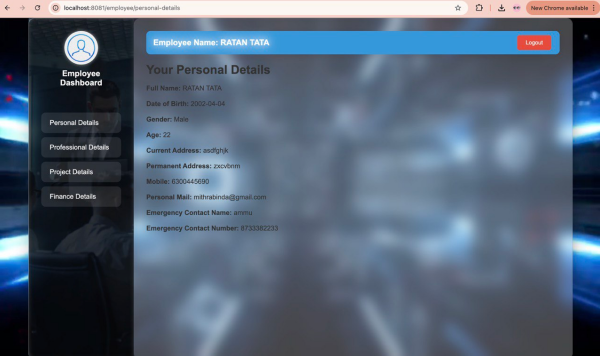 localhost:8081/employee/personal-details
New Chrome available
Employee Dashboard
Personal Details
Professional Details
Project Details
Finance Details
Employee Name: RATAN TATA
Logout
Your Personal Details
Full Name: RATAN TATA
Date of Birth: 2002-04-04
Gender: Male
Age: 22
Current Address: asdfghjk
Permanent Address: zxcvbnm
Mobile: 6300445690
Personal Mail: mithrabinda@gmail.com
Emergency Contact Name: ammu
Emergency Contact Number: 8733382233